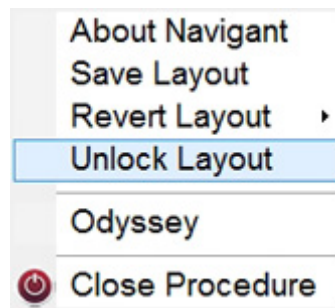 About Navigant
Save Layout
Revert Layout
Unlock Layout
Odyssey
Close Procedure